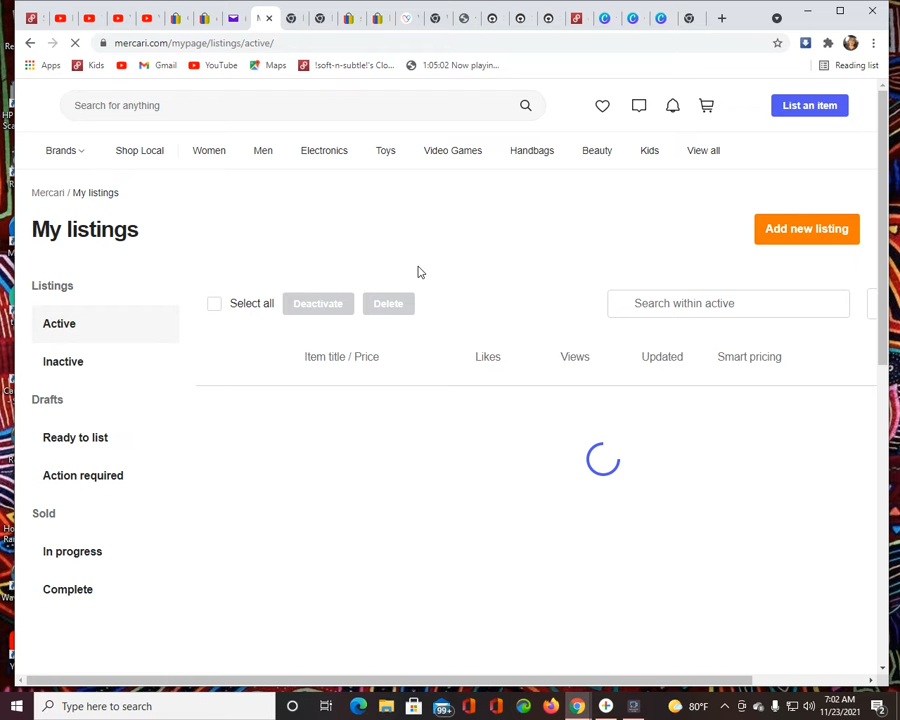 mercari.com/mypage/listings/active/
Apps
Kids
Gmail
YouTube
Maps
!soft-n-subtle!'s Clo...
1:05:02 Now playin...
Reading list
Search for anything
List an item
Brands
Shop Local
Women
Men
Electronics
Toys
Video Games
Handbags
Beauty
Kids
View all
Mercari / My listings
My listings
Add new listing
Listings
Select all
Deactivate
Delete
Search within active
Active
Item title / Price
Likes
Views
Updated
Smart pricing
Inactive
Drafts
Ready to list
Action required
Sold
In progress
Complete
Type here to search
99+
80°F
7:02 AM
11/23/2021
2